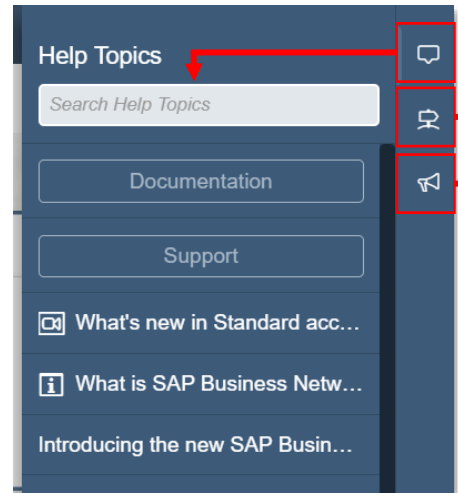 Help Topics
Search Help Topics
Documentation
Support
What's new in Standard acc...
What is SAP Business Netw...
Introducing the new SAP Busin...